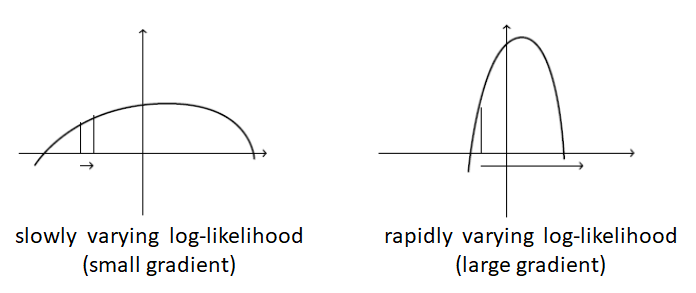 slowly varying log-likelihood
(small gradient)
rapidly varying log-likelihood
(large gradient)